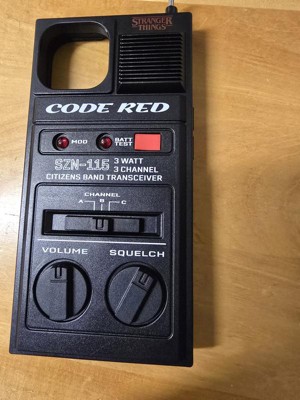 STRANGER
THINGS
CODE RED
MOD
BATT
TEST
SZN-115
3 WATT
3 CHANNEL
CITIZENS BAND TRANSCEIVER
CHANNEL
A B C
VOLUME SQUELCH